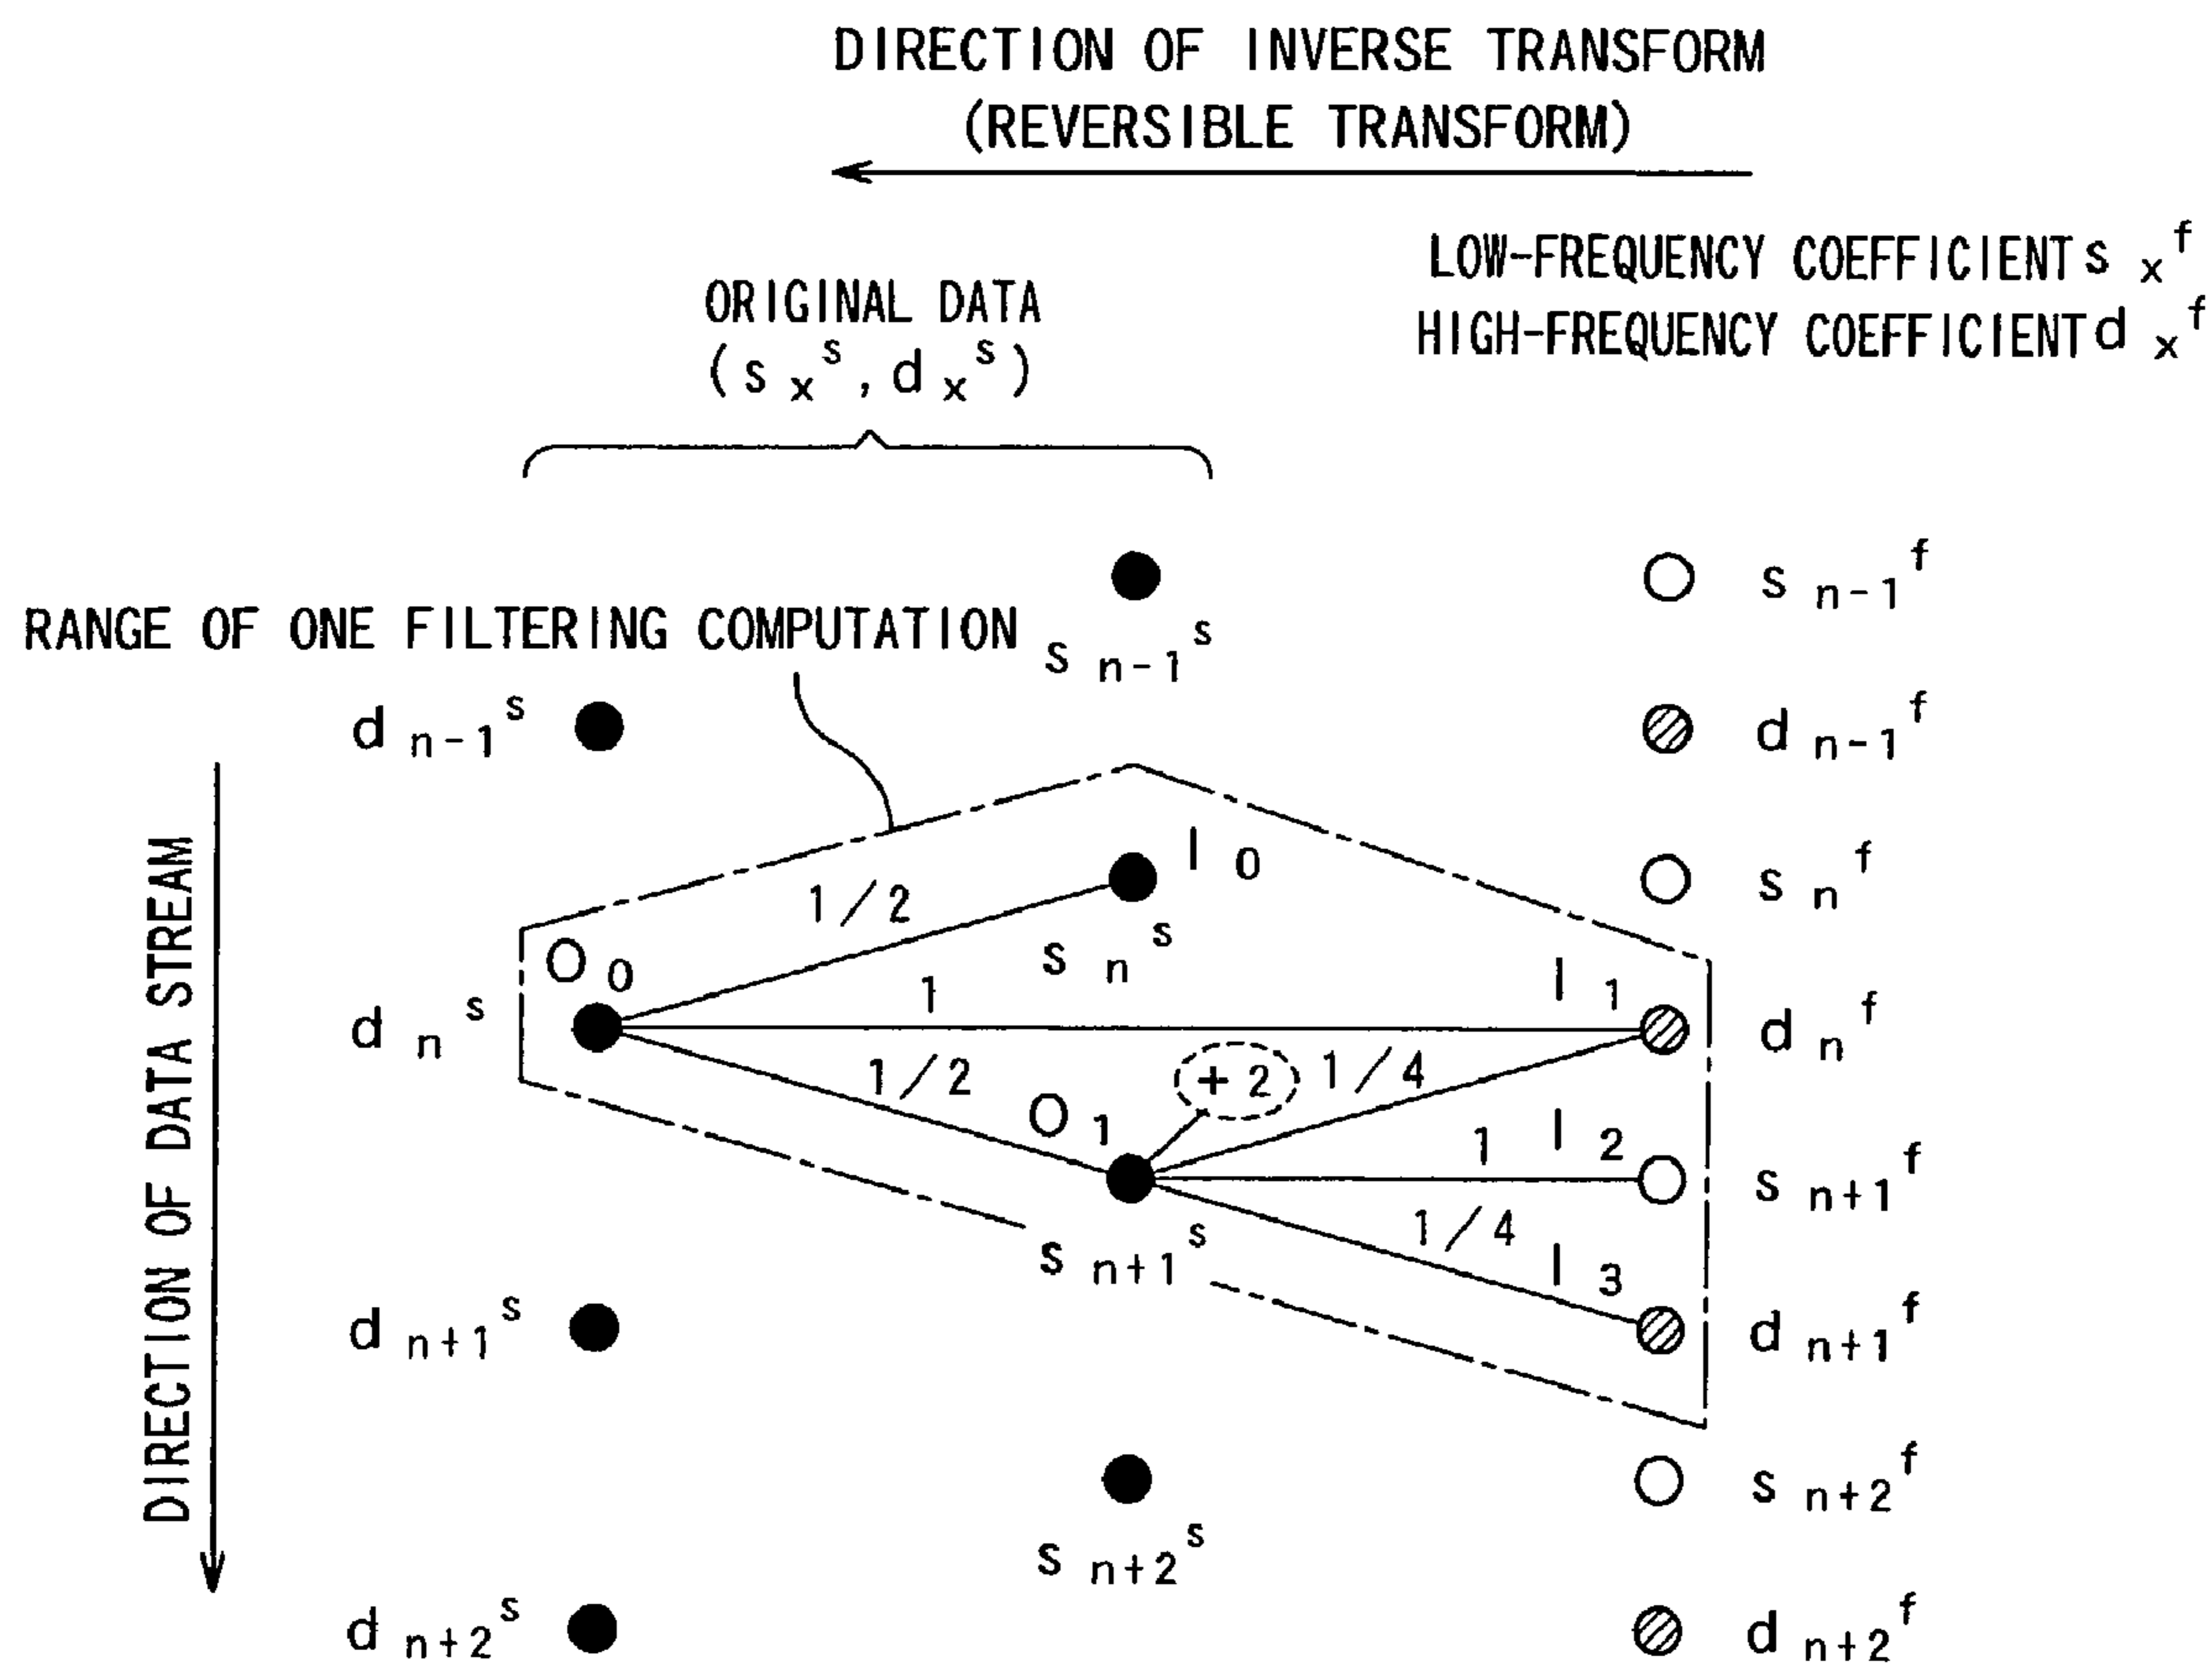 DIRECTION OF INVERSE TRANSFORM
(REVERSIBLE TRANSFORM)
LOW-FREQUENCY COEFFICIENT s x f
HIGH-FREQUENCY COEFFICIENT d x f
ORIGINAL DATA
( s x s , d x s )
s n-1 f
RANGE OF ONE FILTERING COMPUTATION
s n-1 s
d n-1 s
d n-1 f
I 0
s n f
1/2
s n s
O 0
1
I 1
d n s
d n f
1/2
+ 2
1/4
O 1
1
I 2
s n+1 f
1/4
s n+1 s
I 3
d n+1 s
d n+1 f
s n+2 f
s n+2 s
d n+2 s
d n+2 f
DIRECTION OF DATA STREAM